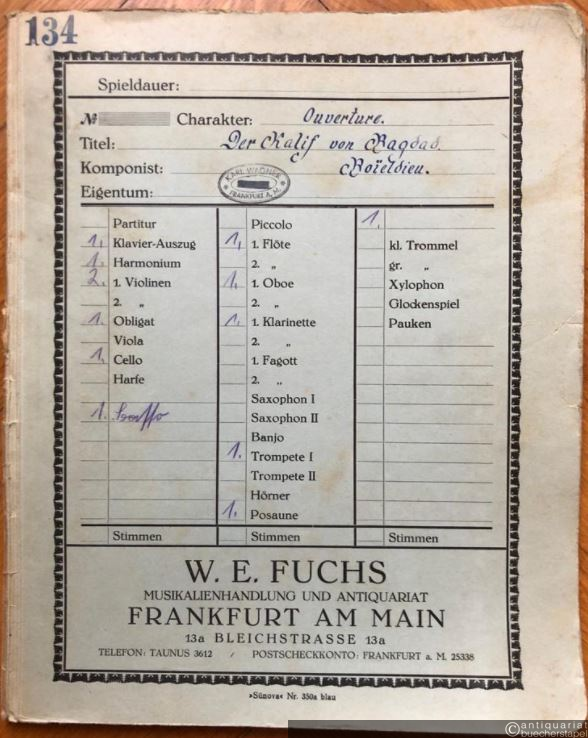 134
Spieldauer:
№ Charakter: Ouverture.
Titel: Der Kalif von Bagdad.
Komponist: Boieldieu.
Eigentum: KARL WAGNER FRANKFURT A. M.
Partitur
1. Klavier-Auszug
1. Harmonium
2. 1. Violinen
2. „
1. Obligat
Viola
1. Cello
Harfe
1. Basso
Stimmen
Piccolo
1. 1. Flöte
2. „
1. 1. Oboe
2. „
1. 1. Klarinette
2. „
1. Fagott
2. „
Saxophon I
Saxophon II
Banjo
1. Trompete I
Trompete II
Hörner
1. Posaune
Stimmen
1.
kl. Trommel
gr. „
Xylophon
Glockenspiel
Pauken
Stimmen
W. E. FUCHS
MUSIKALIENHANDLUNG UND ANTIQUARIAT
FRANKFURT AM MAIN
13a BLEICHSTRASSE 13a
TELEFON: TAUNUS 3612 / POSTSCHECKKONTO: FRANKFURT a. M. 25338
»Sünova« Nr. 350a blau
©antiquariat
buecherstapel